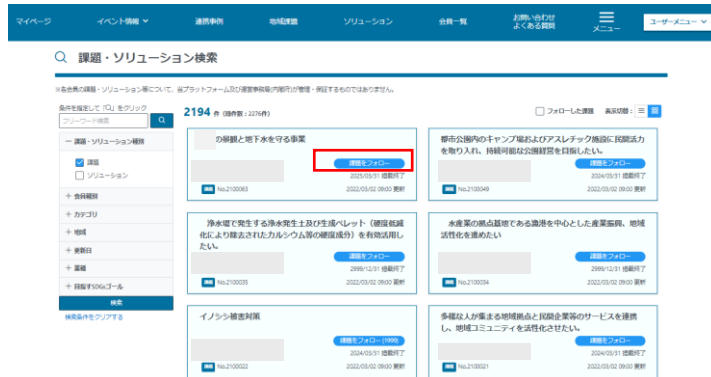 マイページ
イベント情報
連携事例
地域課題
ソリューション
会員一覧
お問い合わせ
よくある質問
メニュー
ユーザーメニュー
課題・ソリューション検索
※各会員の課題・ソリューション等について、当プラットフォーム及び運営事務局(内閣府)が管理・保証するものではありません。
条件を指定して「Q」をクリック
フリーワード検索
2194 件 (総件数:2276件)
フォローした課題 表示切替:
ー 課題・ソリューション種別
課題
ソリューション
+ 会員種別
+ カテゴリ
+ 地域
+ 更新日
+ 業種
+ 目指すSDGsゴール
検索
検索条件をクリアする
の景観と地下水を守る事業
課題をフォロー
2025/03/31 掲載終了
課題 No.2100063
2022/03/02 09:00 更新
都市公園内のキャンプ場およびアスレチック施設に民間活力
を取り入れ、持続可能な公園経営を目指したい。
課題をフォロー
2024/03/31 掲載終了
課題 No.2100049
2022/03/02 09:00 更新
浄水場で発生する浄水発生土及び生成ペレット（硬度低減
化により除去されたカルシウム等の硬度成分）を有効活用し
たい。
課題をフォロー
2999/12/31 掲載終了
課題 No.2100035
2022/03/02 09:00 更新
水産業の拠点基地である漁港を中心とした産業振興、地域
活性化を進めたい
課題をフォロー
2999/12/31 掲載終了
課題 No.2100034
2022/03/02 09:00 更新
イノシシ被害対策
課題をフォロー (1999)
2024/03/31 掲載終了
課題 No.2100022
2022/03/02 09:00 更新
多様な人が集まる地域拠点と民間企業等のサービスを連携
し、地域コミュニティを活性化させたい。
課題をフォロー
2024/03/31 掲載終了
課題 No.2100021
2022/03/02 09:00 更新